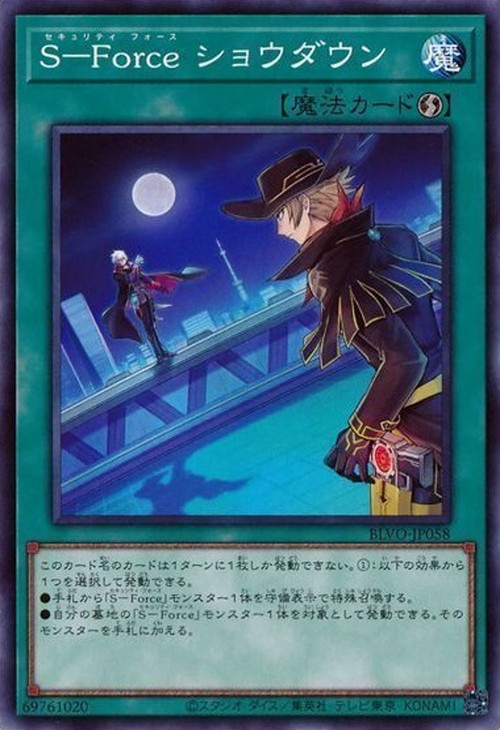 セキュリティ フォース
S-Force ショウダウン 魔
【魔法カード】
BLVO-JP058
このカード名のカードは1ターンに1枚しか発動できない。①:以下の効果から
1つを選択して発動できる。
●手札から「S-Force」モンスター1体を守備表示で特殊召喚する。
●自分の墓地の「S-Force」モンスター1体を対象として発動できる。その
モンスターを手札に加える。
69761020 ©スタジオ・ダイス/集英社 テレビ東京 KONAMI